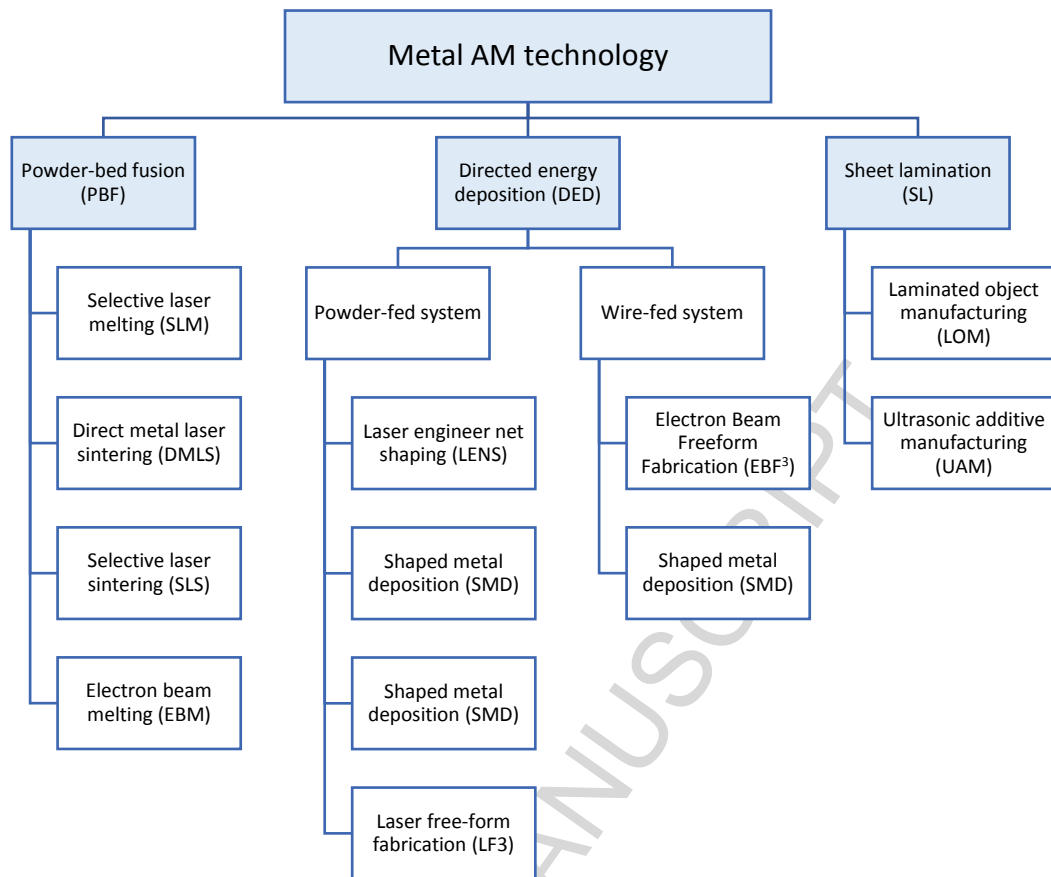 Metal AM technology
Powder-bed fusion
(PBF)
Directed energy
deposition (DED)
Sheet lamination
(SL)
Selective laser
melting (SLM)
Direct metal laser
sintering (DMLS)
Selective laser
sintering (SLS)
Electron beam
melting (EBM)
Powder-fed system
Laser engineer net
shaping (LENS)
Shaped metal
deposition (SMD)
Shaped metal
deposition (SMD)
Laser free-form
fabrication (LF3)
Wire-fed system
Electron Beam
Freeform
Fabrication (EBF³)
Shaped metal
deposition (SMD)
Laminated object
manufacturing
(LOM)
Ultrasonic additive
manufacturing
(UAM)
ANUSCRIPT